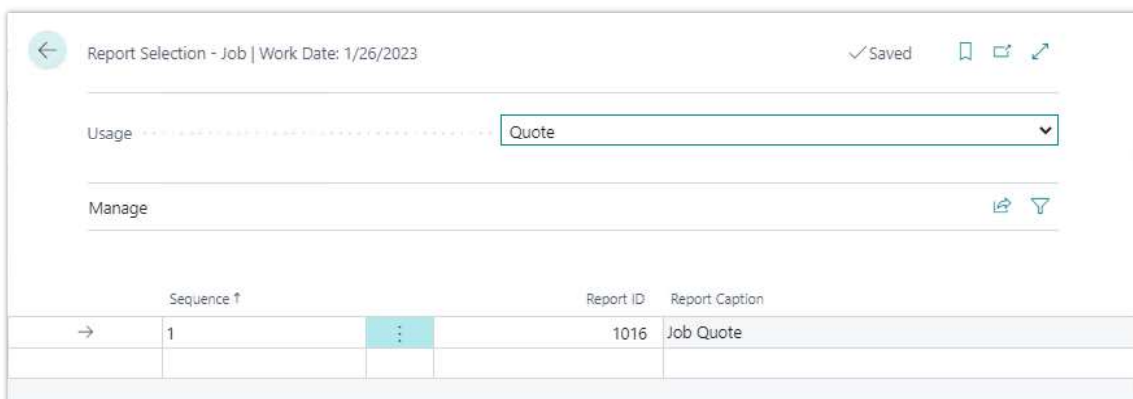 Report Selection - Job | Work Date: 1/26/2023 ✓ Saved
Usage Quote
Manage
Sequence ↑ Report ID Report Caption
→ 1 ⋮ 1016 Job Quote